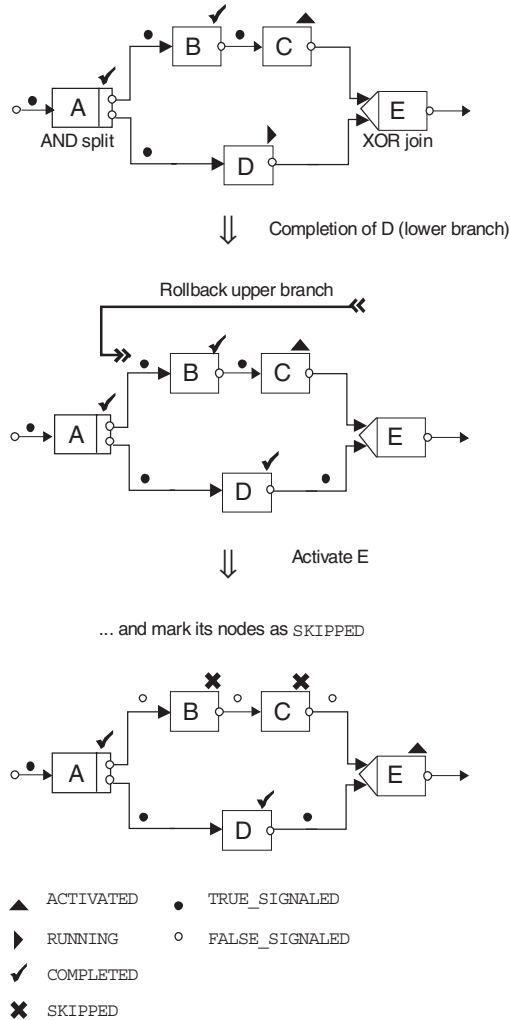 B
C
A
E
AND split
XOR join
D
Completion of D (lower branch)
Rollback upper branch
B
C
A
E
D
Activate E
... and mark its nodes as SKIPPED
B
C
A
E
D
ACTIVATED
TRUE_SIGNALED
RUNNING
FALSE_SIGNALED
COMPLETED
SKIPPED